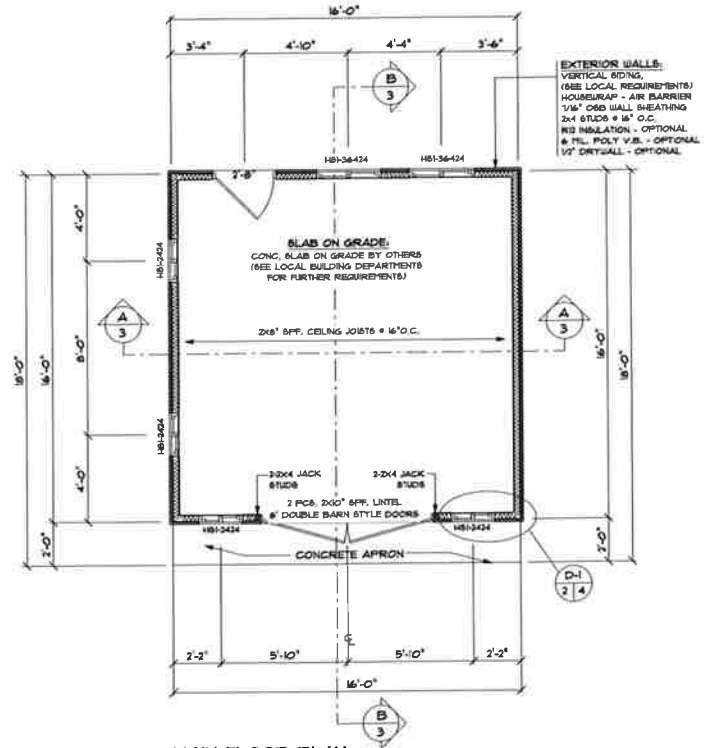 16'-0"
3'-4" 4'-10" 4'-4" 3'-6"
B
3
EXTERIOR WALLS:
VERTICAL SIDING,
(SEE LOCAL REQUIREMENTS)
HOUSEWRAP - AIR BARRIER
7/16" OSB WALL SHEATHING
2x4 STUDS @ 16" O.C.
R12 INSULATION - OPTIONAL
6 MIL. POLY V.B. - OPTIONAL
1/2" DRYWALL - OPTIONAL
HS1-36-424 HS1-36-424
2'-8"
4'-0"
HS1-2424
SLAB ON GRADE:
CONC. SLAB ON GRADE BY OTHERS
(SEE LOCAL BUILDING DEPARTMENTS
FOR FURTHER REQUIREMENTS)
A
3
2X8" SPF. CEILING JOISTS @ 16" O.C.
A
3
18'-0"
16'-0"
8'-0"
16'-0"
18'-0"
HS1-2424
4'-0"
2-2X4 JACK
STUDS
2-2X4 JACK
STUDS
2 PCS. 2X10" SPF. LINTEL
8' DOUBLE BARN STYLE DOORS
HS1-2424
HS1-2424
2'-0"
2'-0"
CONCRETE APRON
D-1
2 4
2'-2" 5'-10" 5'-10" 2'-2"
16'-0"
B
3